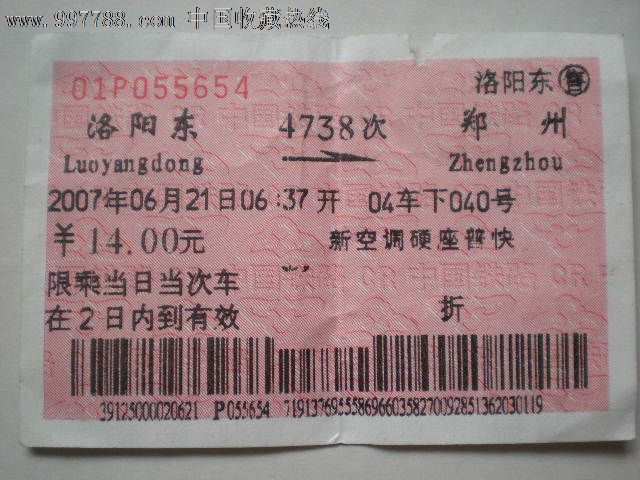 www.997788.com 中国收藏热线
01P055654
洛阳东 售
洛阳东 4738次 郑州
Luoyangdong Zhengzhou
2007年06月21日06:37开 04车下040号
￥14.00元 新空调硬座普快
限乘当日当次车
在2日内到有效 折
39125000020621 P055654 7191376955586966035827009285136203 0119